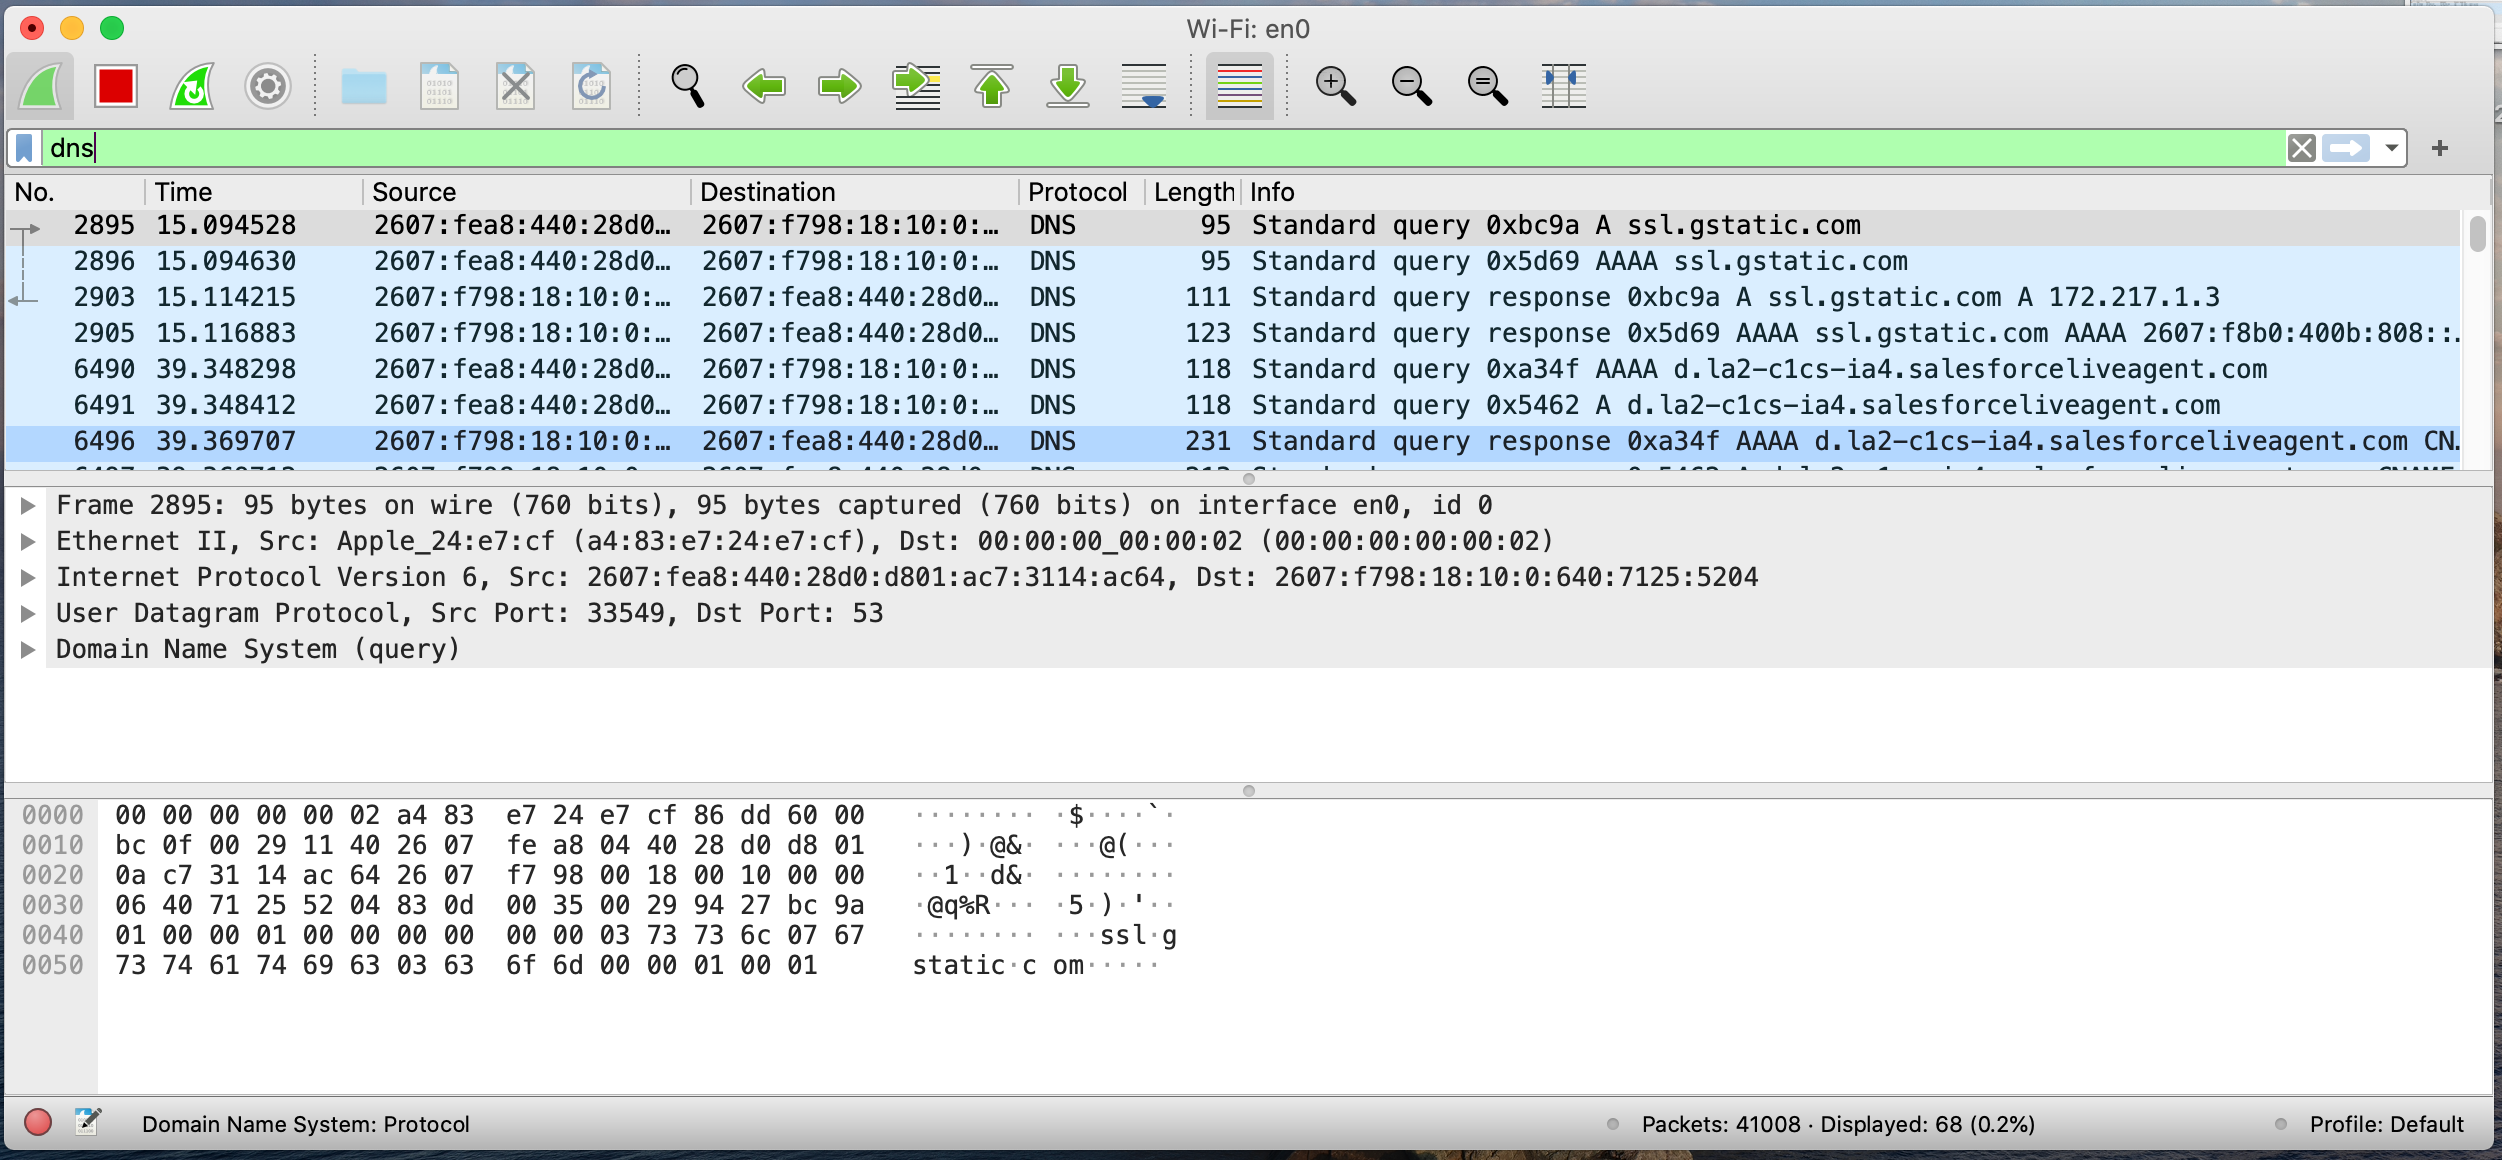 Wi-Fi: en0
dns
No. Time Source Destination Protocol Length Info
2895 15.094528 2607:fea8:440:28d0… 2607:f798:18:10:0:… DNS 95 Standard query 0xbc9a A ssl.gstatic.com
2896 15.094630 2607:fea8:440:28d0… 2607:f798:18:10:0:… DNS 95 Standard query 0x5d69 AAAA ssl.gstatic.com
2903 15.114215 2607:f798:18:10:0:… 2607:fea8:440:28d0… DNS 111 Standard query response 0xbc9a A ssl.gstatic.com A 172.217.1.3
2905 15.116883 2607:f798:18:10:0:… 2607:fea8:440:28d0… DNS 123 Standard query response 0x5d69 AAAA ssl.gstatic.com AAAA 2607:f8b0:400b:808::…
6490 39.348298 2607:fea8:440:28d0… 2607:f798:18:10:0:… DNS 118 Standard query 0xa34f AAAA d.la2-c1cs-ia4.salesforceliveagent.com
6491 39.348412 2607:fea8:440:28d0… 2607:f798:18:10:0:… DNS 118 Standard query 0x5462 A d.la2-c1cs-ia4.salesforceliveagent.com
6496 39.369707 2607:f798:18:10:0:… 2607:fea8:440:28d0… DNS 231 Standard query response 0xa34f AAAA d.la2-c1cs-ia4.salesforceliveagent.com CN…
Frame 2895: 95 bytes on wire (760 bits), 95 bytes captured (760 bits) on interface en0, id 0
Ethernet II, Src: Apple_24:e7:cf (a4:83:e7:24:e7:cf), Dst: 00:00:00_00:00:02 (00:00:00:00:00:02)
Internet Protocol Version 6, Src: 2607:fea8:440:28d0:d801:ac7:3114:ac64, Dst: 2607:f798:18:10:0:640:7125:5204
User Datagram Protocol, Src Port: 33549, Dst Port: 53
Domain Name System (query)
0000 00 00 00 00 00 02 a4 83 e7 24 e7 cf 86 dd 60 00 ········ ·$····`·
0010 bc 0f 00 29 11 40 26 07 fe a8 04 40 28 d0 d8 01 ···)·@&· ···@(···
0020 0a c7 31 14 ac 64 26 07 f7 98 00 18 00 10 00 00 ··1··d&· ········
0030 06 40 71 25 52 04 83 0d 00 35 00 29 94 27 bc 9a ·@q%R··· ·5·)·'··
0040 01 00 00 01 00 00 00 00 00 00 03 73 73 6c 07 67 ········ ···ssl·g
0050 73 74 61 74 69 63 03 63 6f 6d 00 00 01 00 01 static·c om·····
Domain Name System: Protocol
Packets: 41008 · Displayed: 68 (0.2%)
Profile: Default